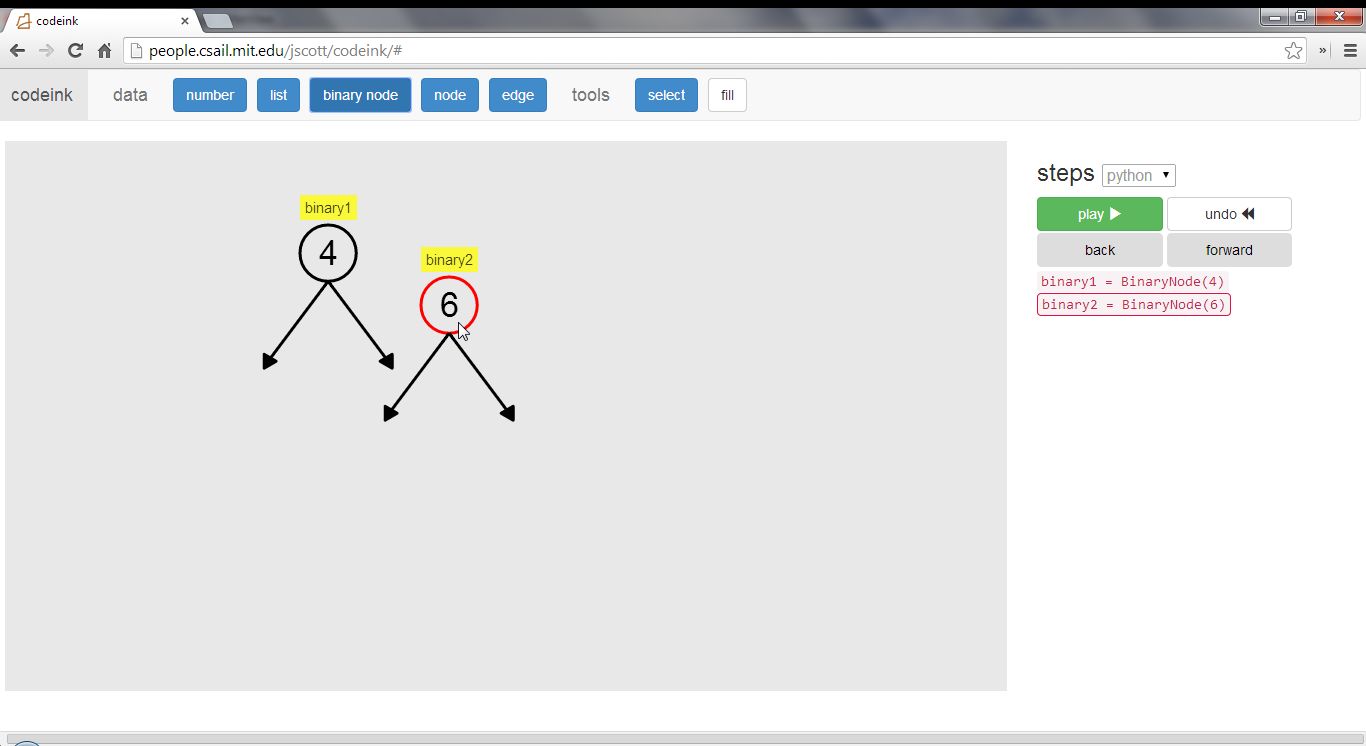 codeink
people.csail.mit.edu/jscott/codeink/#
codeink data number list binary node node edge tools select fill
steps python
play undo
back forward
binary1 = BinaryNode(4)
binary2 = BinaryNode(6)
binary1
4
binary2
6